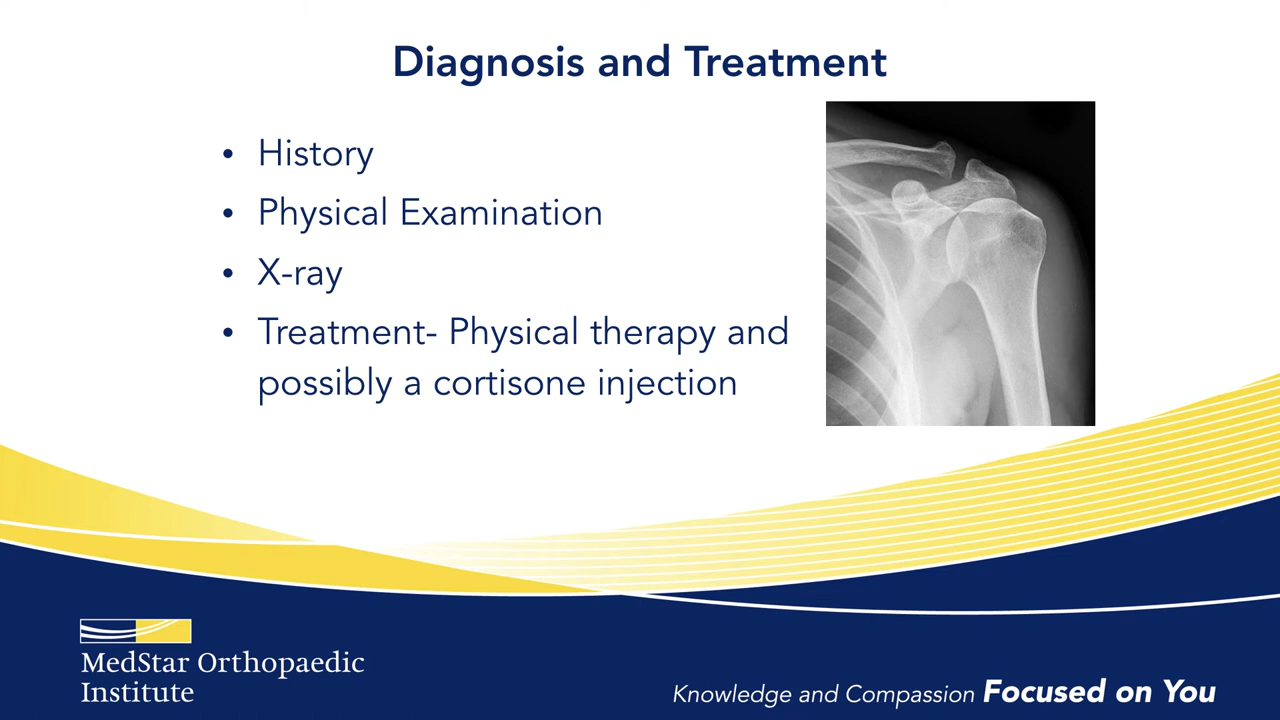 Diagnosis and Treatment
• History
• Physical Examination
• X-ray
• Treatment- Physical therapy and
possibly a cortisone injection
MedStar Orthopaedic
Institute
Knowledge and Compassion Focused on You